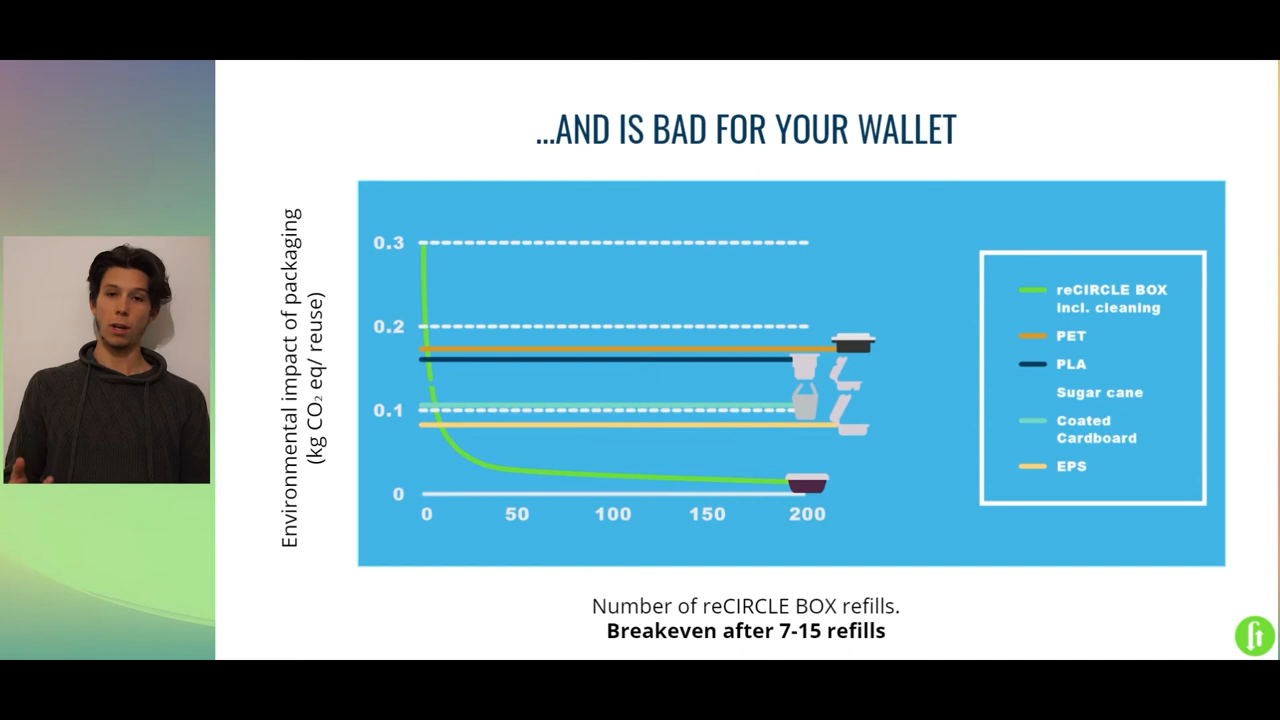 ...AND IS BAD FOR YOUR WALLET
Environmental impact of packaging
(kg CO₂ eq/ reuse)
0.3
0.2
0.1
0
0 50 100 150 200
reCIRCLE BOX
incl. cleaning
PET
PLA
Sugar cane
Coated
Cardboard
EPS
Number of reCIRCLE BOX refills.
Breakeven after 7-15 refills